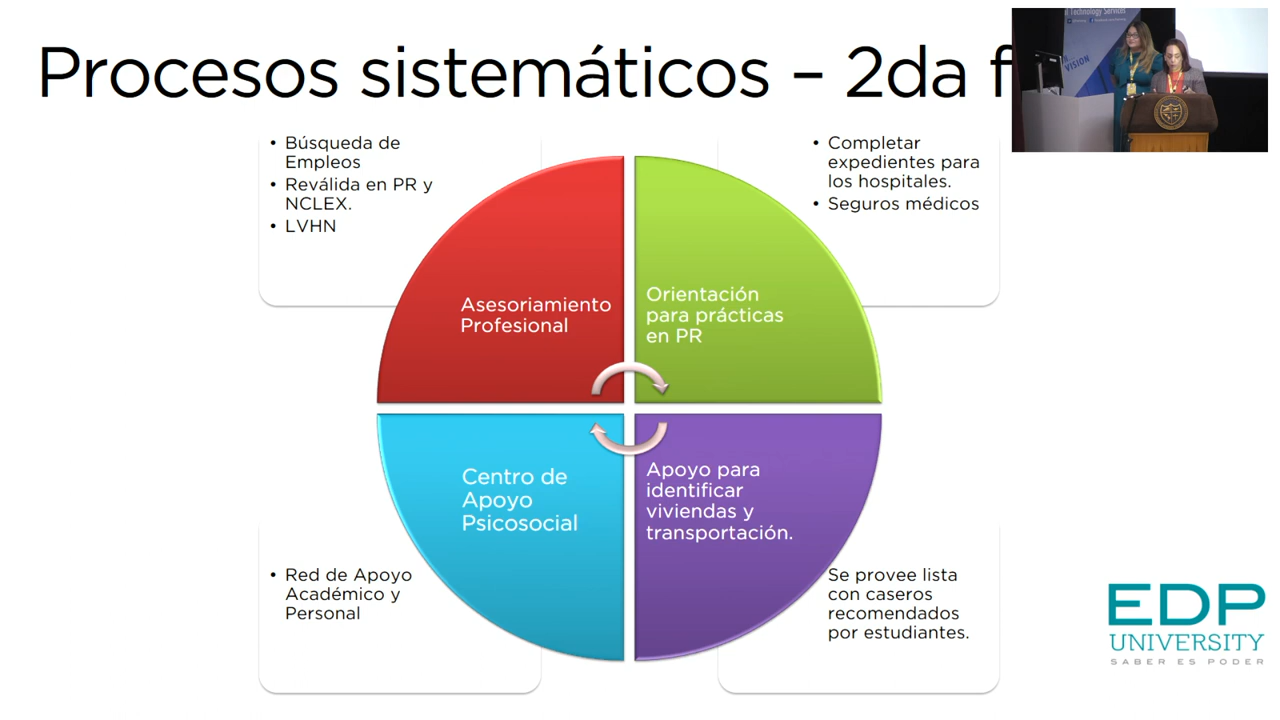 Procesos sistemáticos – 2da f
l Technology Services
VISION
• Búsqueda de
Empleos
• Reválida en PR y
NCLEX.
• LVHN
• Completar
expedientes para
los hospitales.
• Seguros médicos
Asesoriamiento
Profesional
Orientación
para prácticas
en PR
Centro de
Apoyo
Psicosocial
Apoyo para
identificar
viviendas y
transportación.
• Red de Apoyo
Académico y
Personal
Se provee lista
con caseros
recomendados
por estudiantes.
EDP
UNIVERSITY
SABER ES PODER